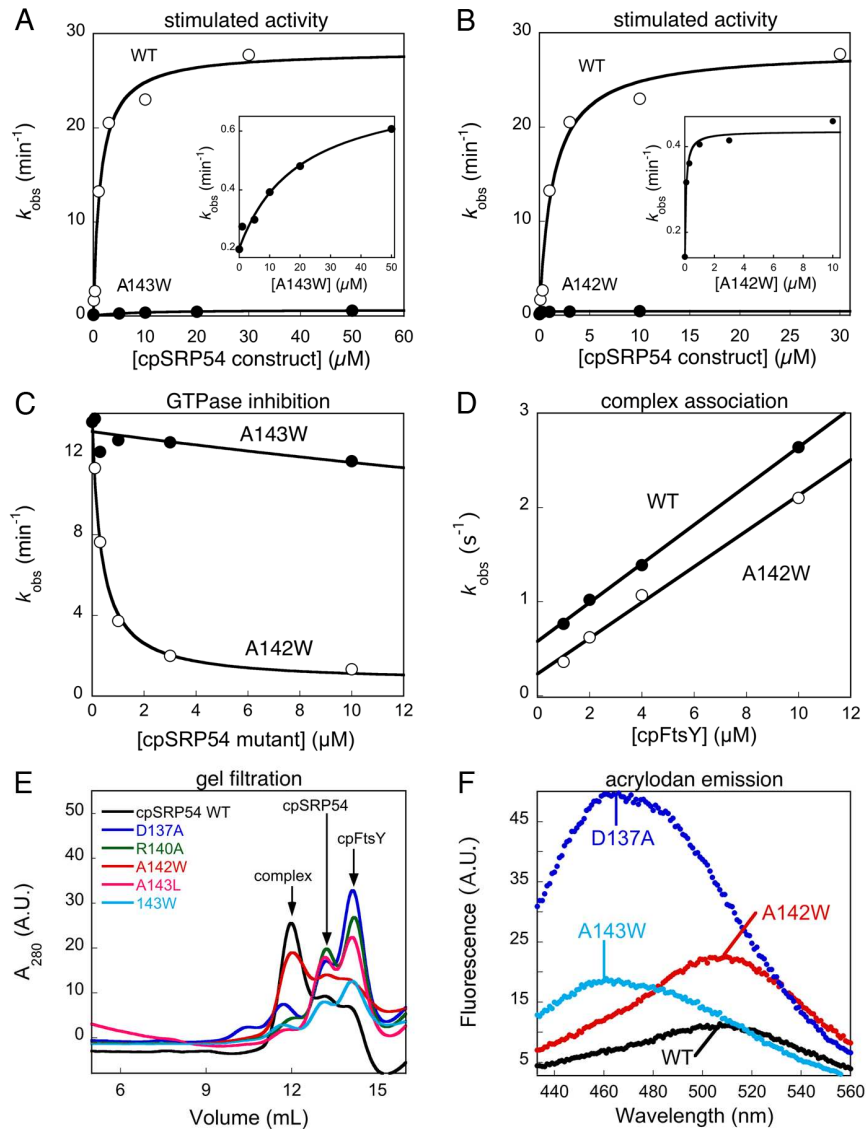 A
stimulated activity
30
20
10
0
k_obs (min⁻¹)
WT
A143W
0.6
0.4
0.2
k_obs (min⁻¹)
0 10 20 30 40 50
[A143W] (µM)
0 10 20 30 40 50 60
[cpSRP54 construct] (µM)
B
stimulated activity
30
20
10
0
k_obs (min⁻¹)
WT
A142W
0.4
0.2
k_obs (min⁻¹)
0 2 4 6 8 10
[A142W] (µM)
0 5 10 15 20 25 30
[cpSRP54 construct] (µM)
C
GTPase inhibition
12
8
4
0
k_obs (min⁻¹)
A143W
A142W
0 2 4 6 8 10 12
[cpSRP54 mutant] (µM)
D
complex association
3
2
1
0
k_obs (s⁻¹)
WT
A142W
0 2 4 6 8 10 12
[cpFtsY] (µM)
E
gel filtration
50
40
30
20
10
0
A₂₈₀ (A.U.)
cpSRP54 WT
D137A
R140A
A142W
A143L
143W
complex
cpSRP54
cpFtsY
6 9 12 15
Volume (mL)
F
acrylodan emission
45
35
25
15
5
Fluorescence (A.U.)
D137A
A143W
A142W
WT
440 460 480 500 520 540 560
Wavelength (nm)